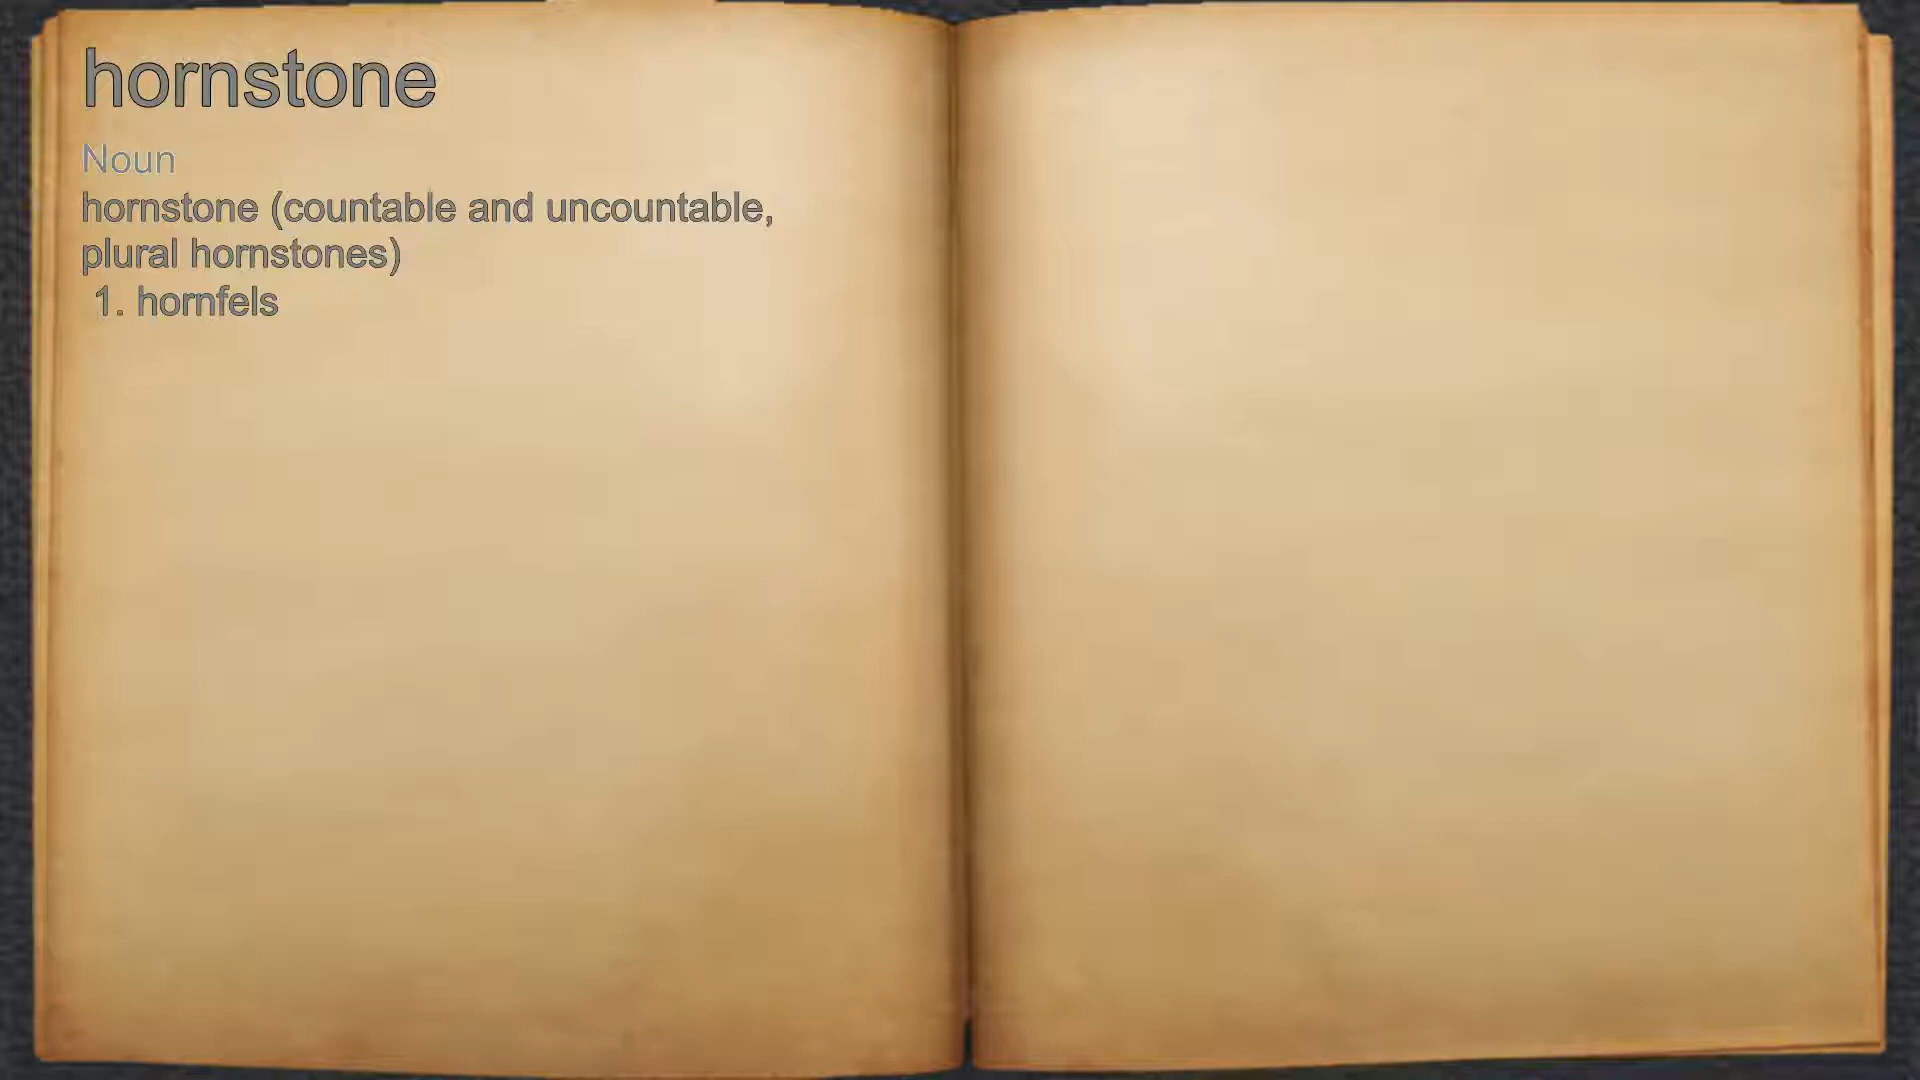 hornstone
Noun
hornstone (countable and uncountable,
plural hornstones)
1. hornfels